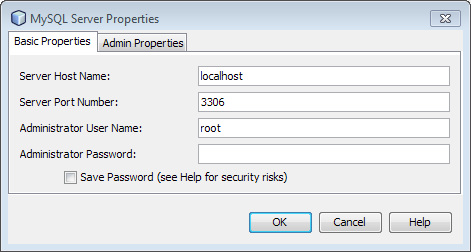 MySQL Server Properties
Basic Properties Admin Properties
Server Host Name: localhost
Server Port Number: 3306
Administrator User Name: root
Administrator Password:
Save Password (see Help for security risks)
OK Cancel Help